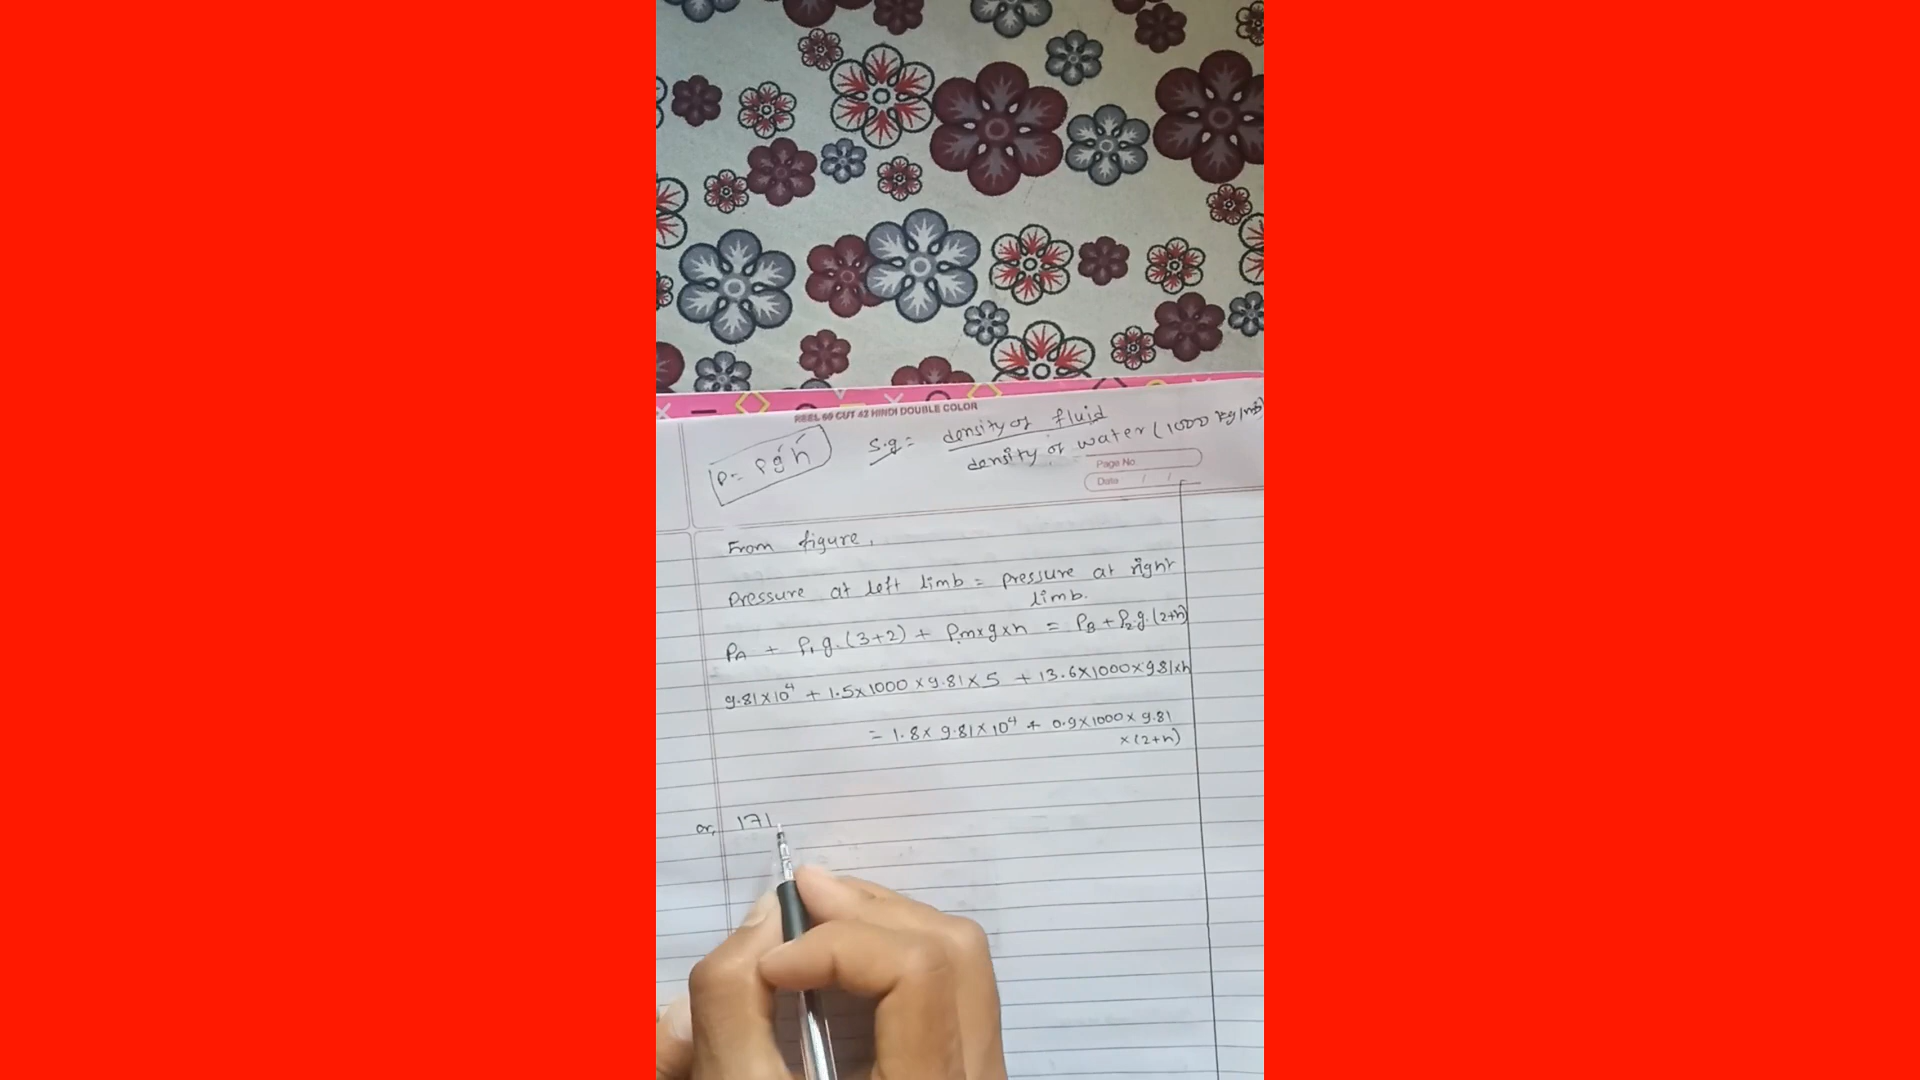 REEL 60 CUT 42 HINDI DOUBLE COLOR
P = ρgh
S.g = density of fluid
density of water (1000 kg/m3)
Page No
Date / /
From figure,
Pressure at left limb = pressure at right
limb.
PA + ρ1 g.(3+2) + ρm×g×h = PB + ρ2.g.(2+h)
9.81×10⁴ + 1.5×1000×9.81×5 + 13.6×1000×9.81×h
= 1.8×9.81×10⁴ + 0.9×1000×9.81
×(2+h)
or, 171